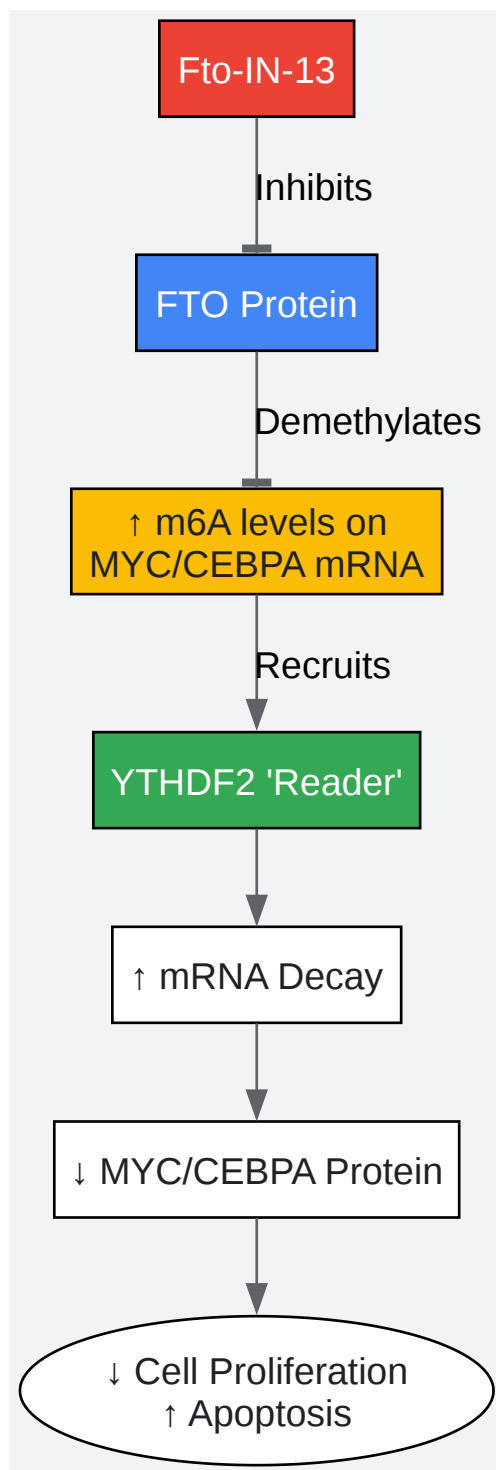 Fto-IN-13
Inhibits
FTO Protein
Demethylates
↑ m6A levels on
MYC/CEBPA mRNA
Recruits
YTHDF2 'Reader'
↑ mRNA Decay
↓ MYC/CEBPA Protein
↓ Cell Proliferation
↑ Apoptosis